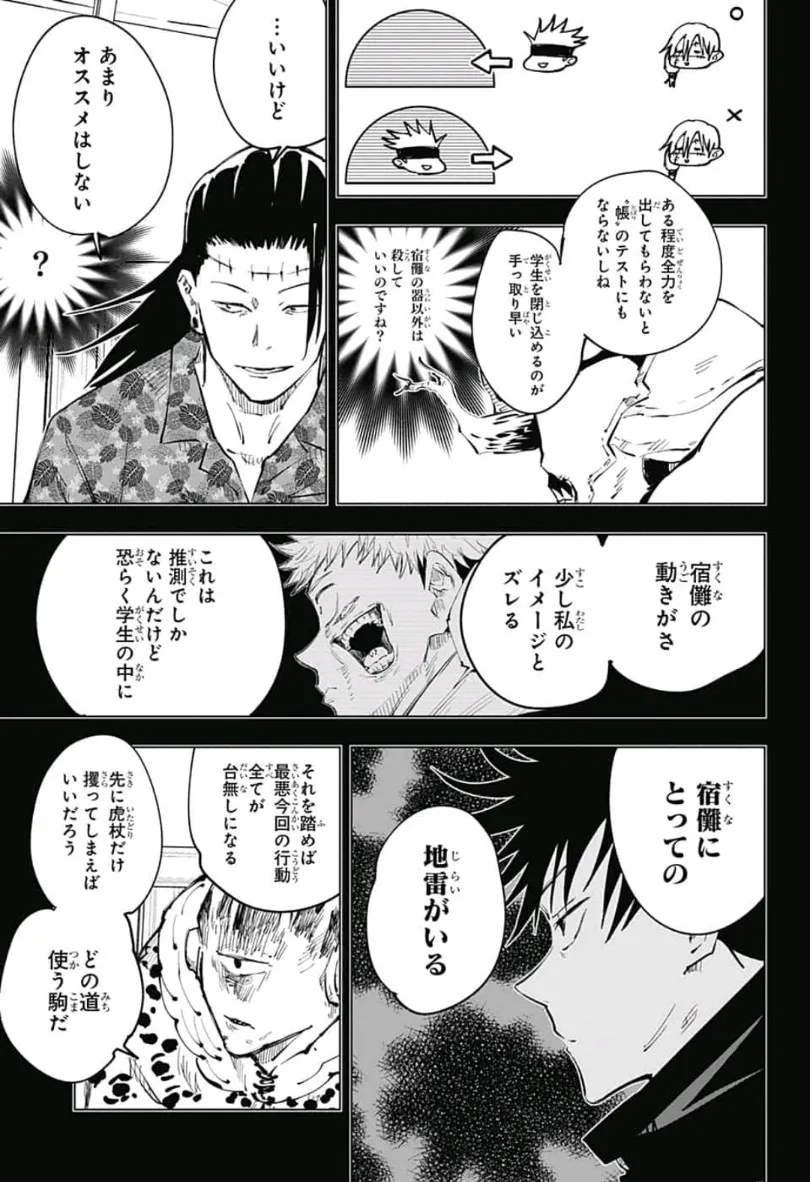 ○
×
ある程度全力を
出してもらわないと
〝帳〟のテストにも
ならないしね
学生を閉じ込めるのが
手っ取り早い
宿儺の器以外は
殺して
いいのですね?
…いいけど
あまり
オススメはしない
?
宿儺の
動きがさ
少し私の
イメージと
ズレる
これは
推測でしか
ないんだけど
恐らく学生の中に
宿儺に
とっての
地雷がいる
それを踏めば
最悪今回の行動
全てが
台無しになる
先に虎杖だけ
攫ってしまえば
いいだろう
どの道
使う駒だ